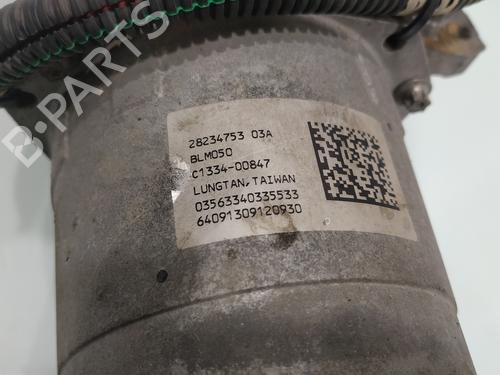 28234753 03A
BLM050
C1334-00847
LUNGTAN, TAIWAN
03563340335533
64091309120930
B-PARTS